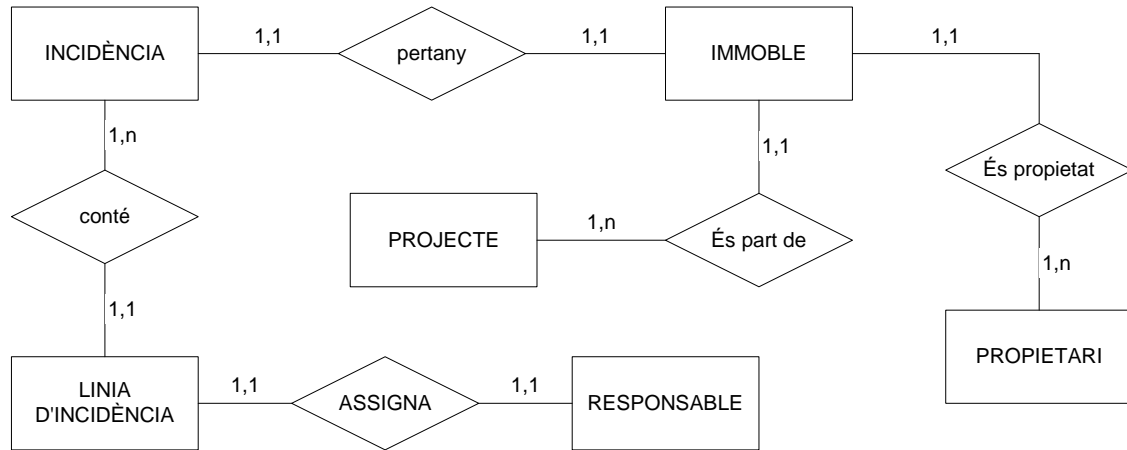 INCIDÈNCIA
1,1
pertany
1,1
IMMOBLE
1,1
1,n
1,1
És propietat
conté
PROJECTE
1,n
És part de
1,n
1,1
LINIA
D'INCIDÈNCIA
1,1
ASSIGNA
1,1
RESPONSABLE
PROPIETARI